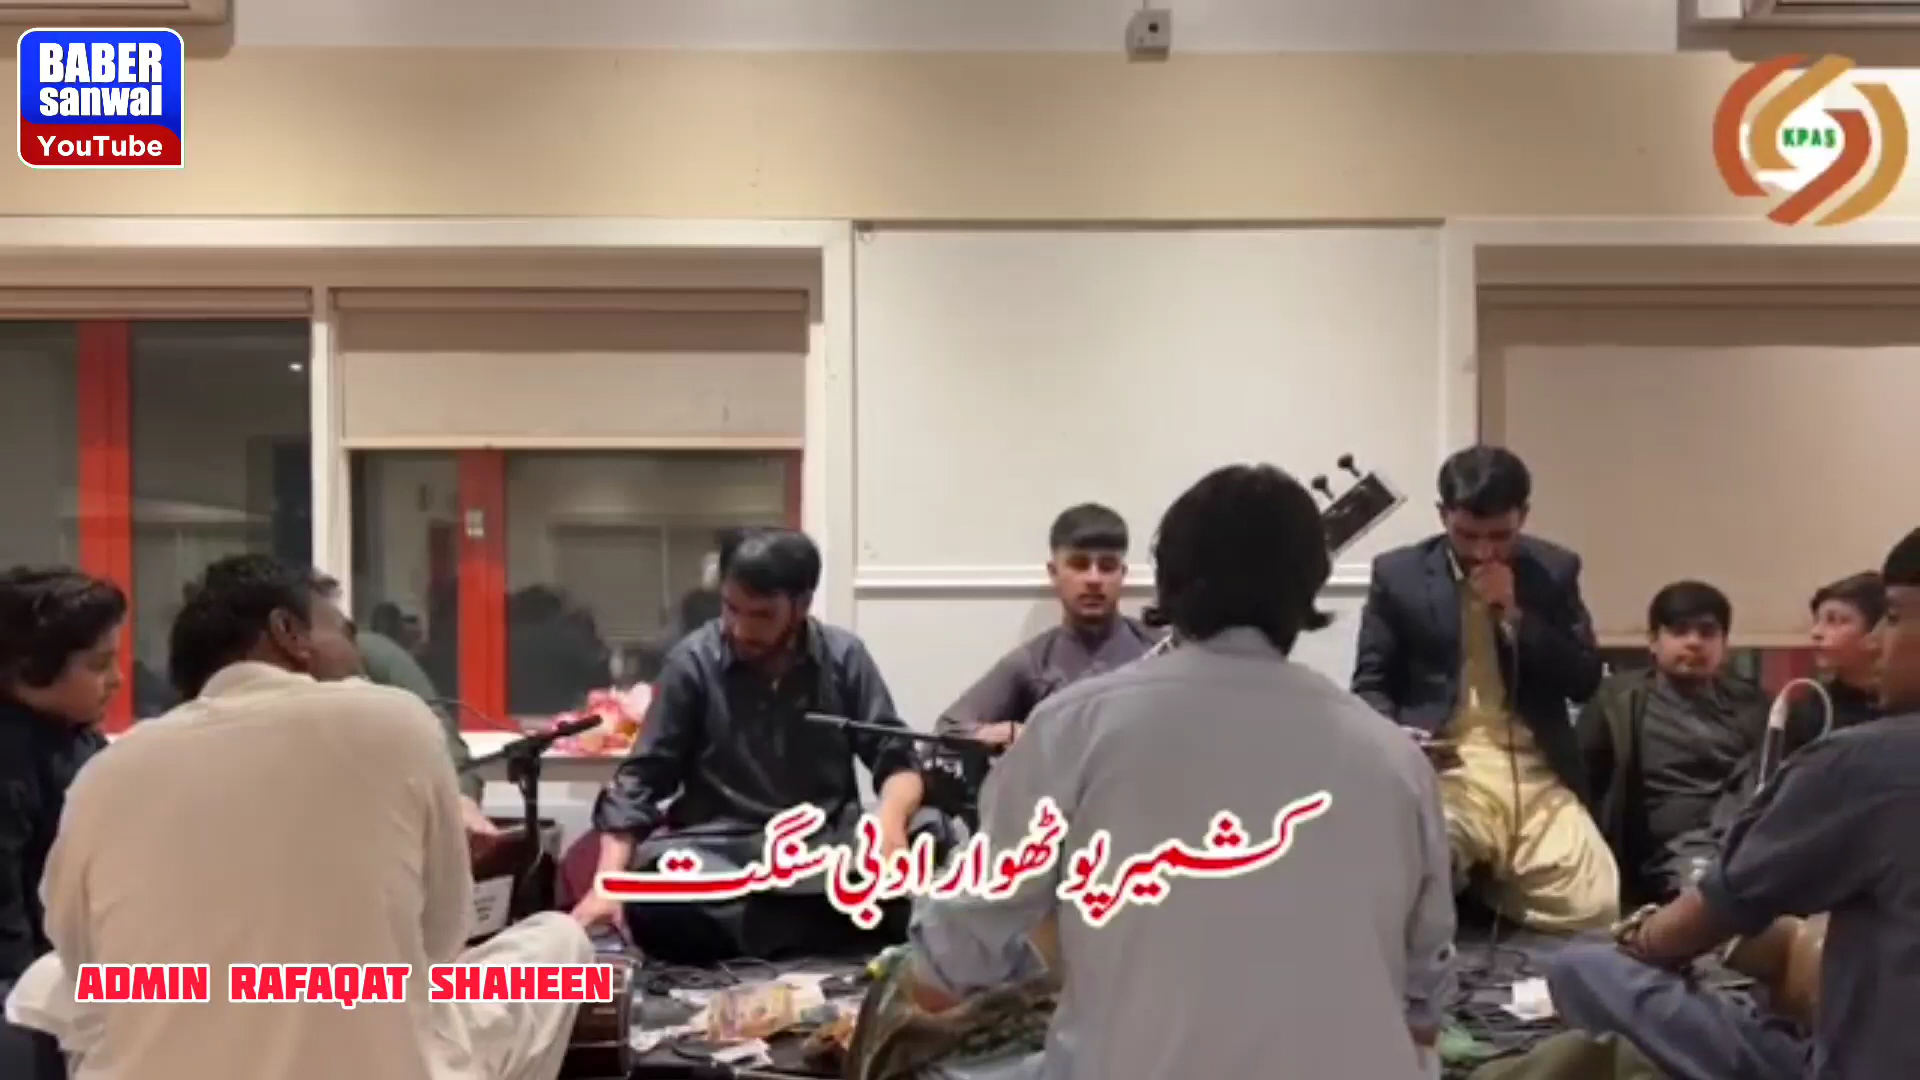 BABER
sanwal
YouTube
KPAS
کشمیر پوٹھوار ادبی سنگت
ADMIN RAFAQAT SHAHEEN